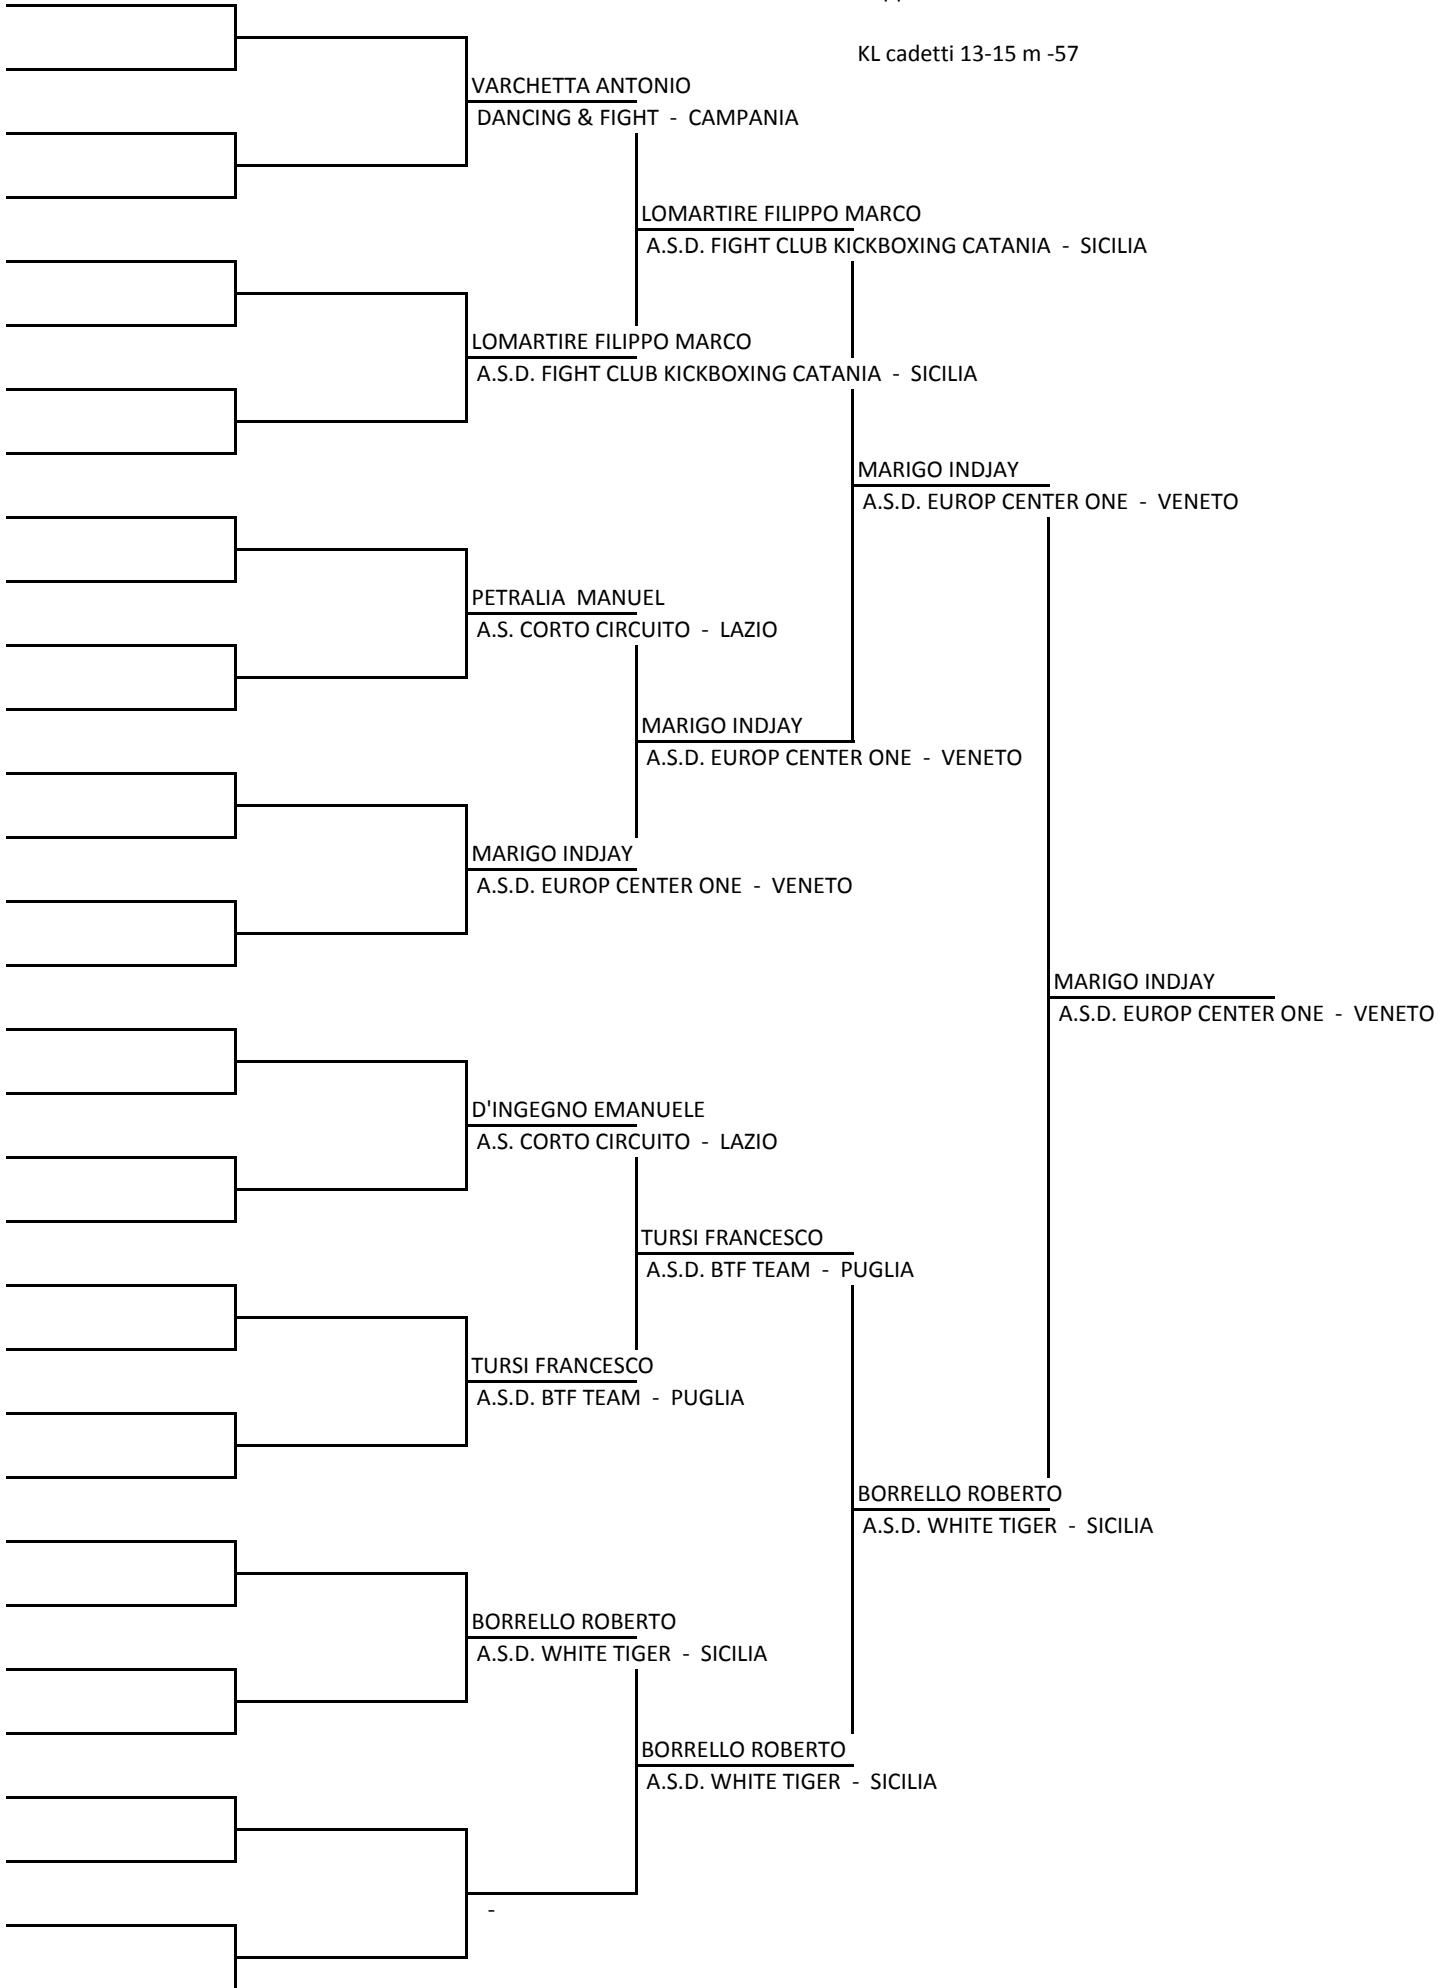 KL cadetti 13-15 m -57
VARCHETTA ANTONIO
DANCING & FIGHT - CAMPANIA
LOMARTIRE FILIPPO MARCO
A.S.D. FIGHT CLUB KICKBOXING CATANIA - SICILIA
LOMARTIRE FILIPPO MARCO
A.S.D. FIGHT CLUB KICKBOXING CATANIA - SICILIA
MARIGO INDJAY
A.S.D. EUROP CENTER ONE - VENETO
PETRALIA MANUEL
A.S. CORTO CIRCUITO - LAZIO
MARIGO INDJAY
A.S.D. EUROP CENTER ONE - VENETO
MARIGO INDJAY
A.S.D. EUROP CENTER ONE - VENETO
MARIGO INDJAY
A.S.D. EUROP CENTER ONE - VENETO
D'INGEGNO EMANUELE
A.S. CORTO CIRCUITO - LAZIO
TURSI FRANCESCO
A.S.D. BTF TEAM - PUGLIA
TURSI FRANCESCO
A.S.D. BTF TEAM - PUGLIA
BORRELLO ROBERTO
A.S.D. WHITE TIGER - SICILIA
BORRELLO ROBERTO
A.S.D. WHITE TIGER - SICILIA
BORRELLO ROBERTO
A.S.D. WHITE TIGER - SICILIA
-